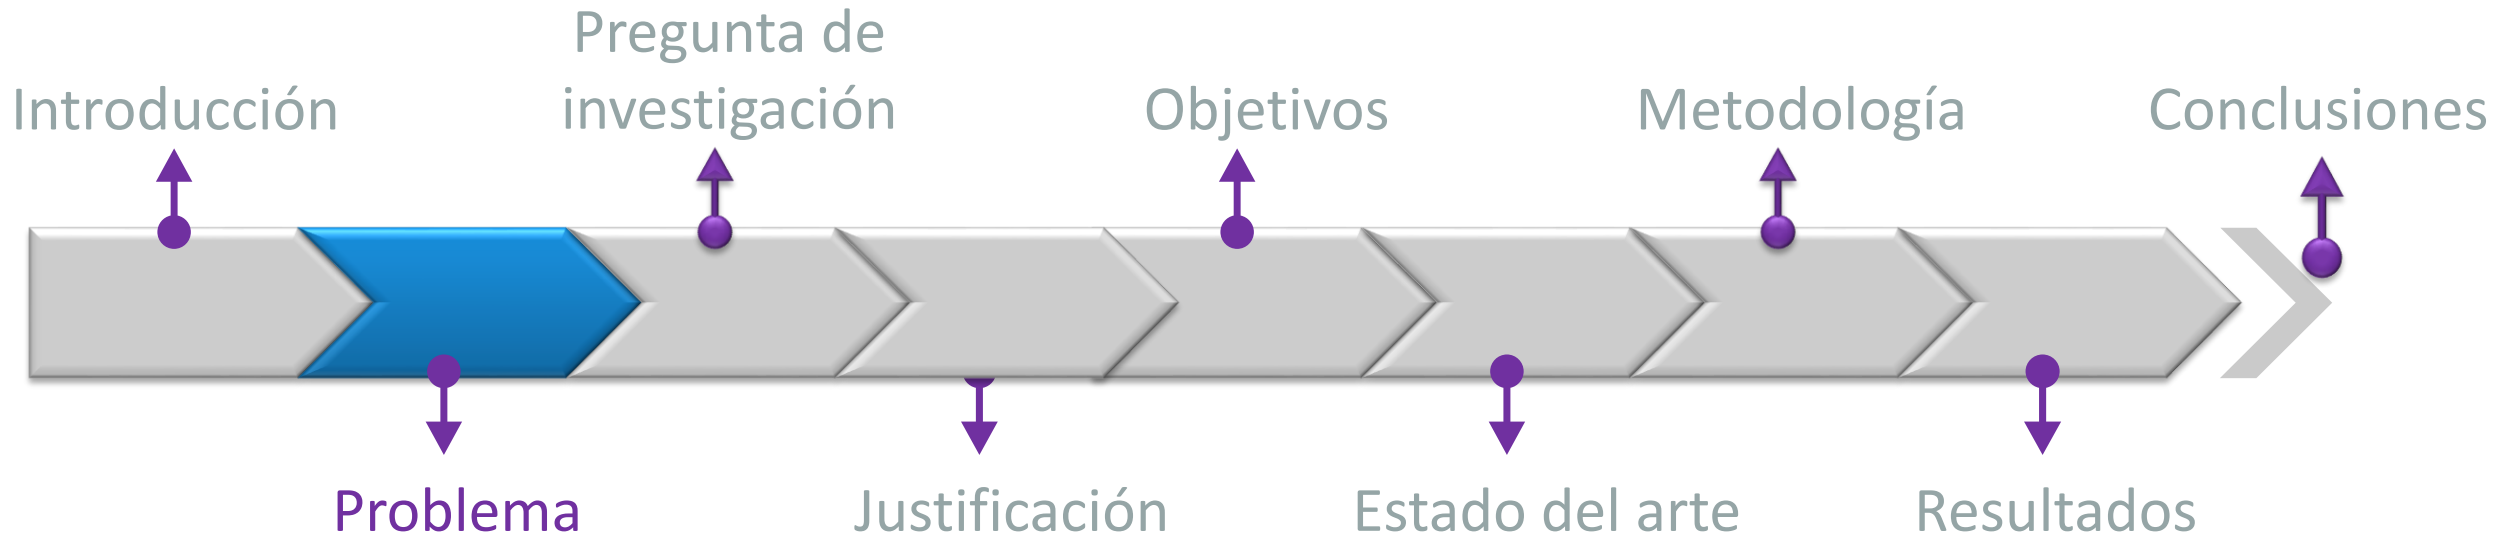 Introducción
Pregunta de
investigación
Objetivos
Metodología
Conclusiones
Problema
Justificación
Estado del arte
Resultados